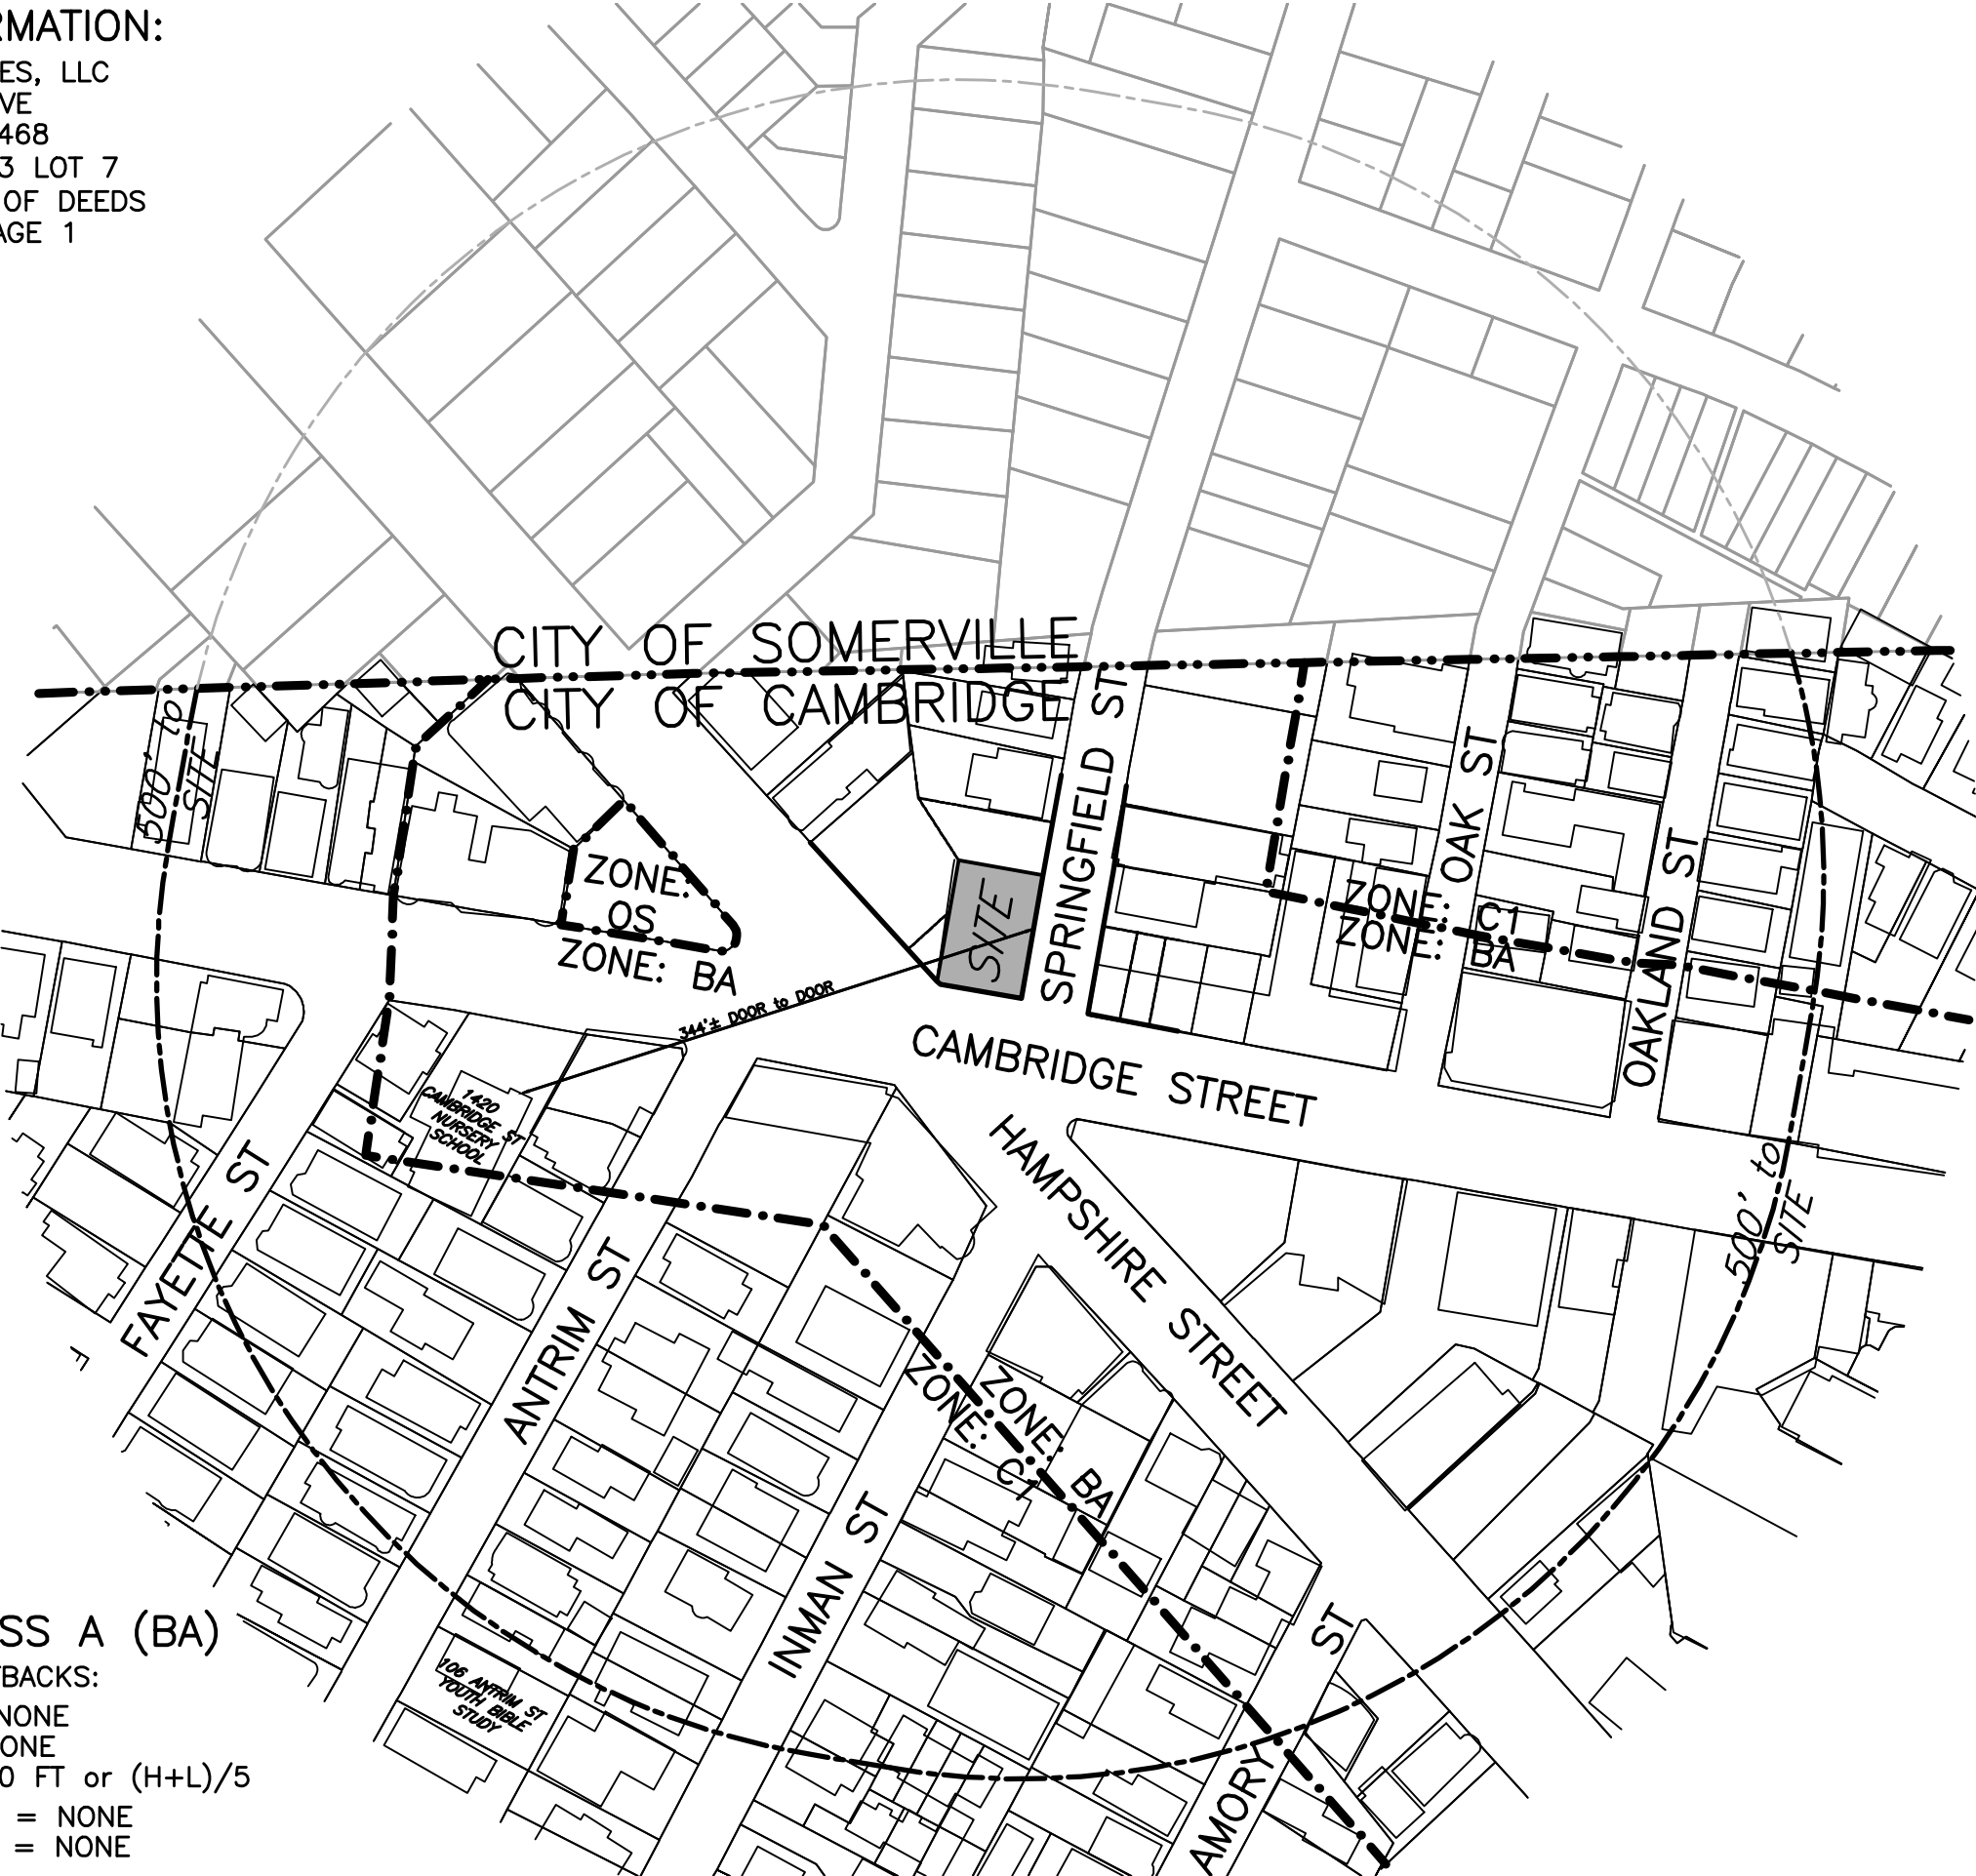 RMATION:
ES, LLC
VE
468
3 LOT 7
OF DEEDS
AGE 1
CITY OF SOMERVILLE
CITY OF CAMBRIDGE
500' to
SITE
ZONE:
OS
ZONE: BA
SITE
SPRINGFIELD ST
OAK ST
OAKLAND ST
ZONE: C1
ZONE: BA
344'± DOOR to DOOR
CAMBRIDGE STREET
HAMPSHIRE STREET
1420
CAMBRIDGE ST
NURSERY
SCHOOL
FAYETTE ST
ANTRIM ST
INMAN ST
AMORY ST
500' to
SITE
ZONE: BA
ZONE: C1
106 ANTRIM ST
YOUTH BIBLE
STUDY
SS A (BA)
TBACKS:
NONE
ONE
0 FT or (H+L)/5
= NONE
= NONE